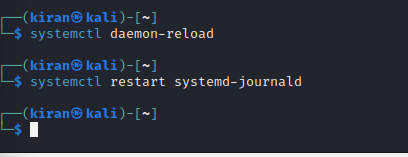 ┌──(kiran㉿kali)-[~]
└─$ systemctl daemon-reload
┌──(kiran㉿kali)-[~]
└─$ systemctl restart systemd-journald
┌──(kiran㉿kali)-[~]
└─$